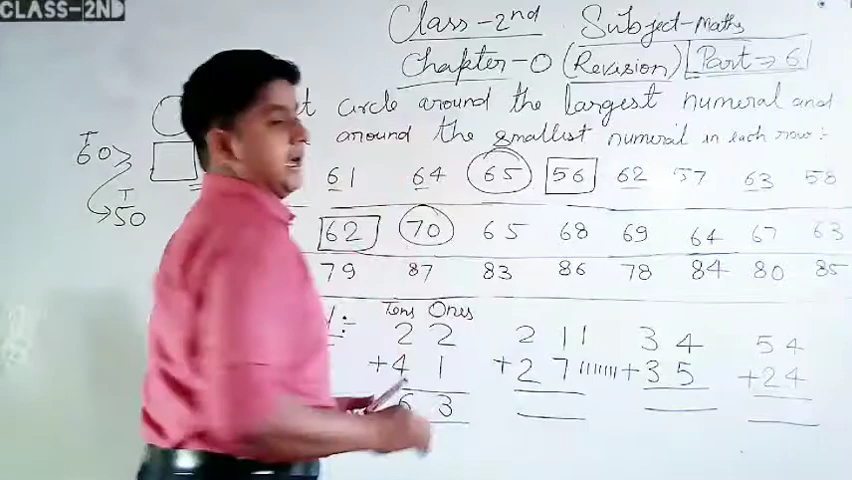 CLASS-2ND
Class-2nd Subject-Maths
Chapter-0 (Revision) Part→6
circle around the largest numeral and
around the smallest numeral in each row:-
60 > T
T 50
61 64 65 56 62 57 63 58
62 70 65 68 69 64 67 63
79 87 83 86 78 84 80 85
Tens Ones
2 2 2 1 3 4 5 4
+4 1 +2 7 +3 5 +2 4
6 3